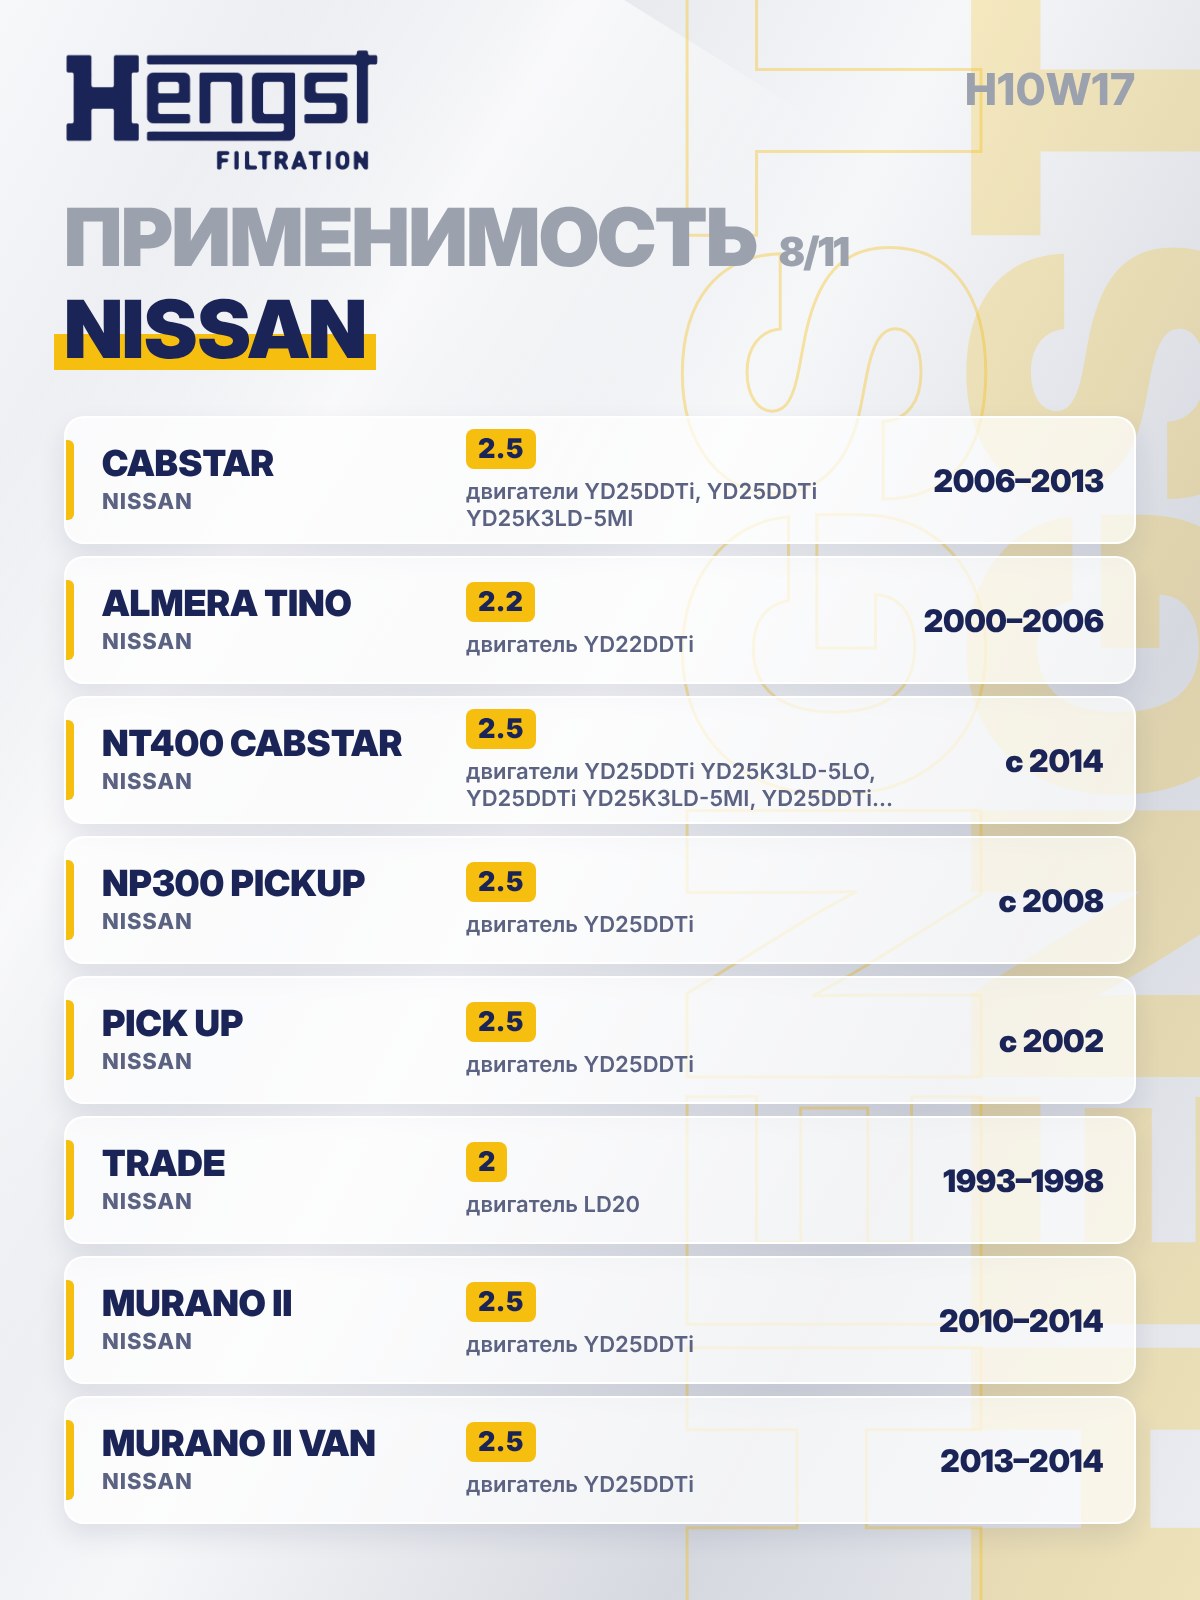 Hengst
FILTRATION
H10W17
ПРИМЕНИМОСТЬ 8/11
NISSAN
CABSTAR
NISSAN
2.5
двигатели YD25DDTi, YD25DDTi
YD25K3LD-5MI
2006–2013
ALMERA TINO
NISSAN
2.2
двигатель YD22DDTi
2000–2006
NT400 CABSTAR
NISSAN
2.5
двигатели YD25DDTi YD25K3LD-5LO,
YD25DDTi YD25K3LD-5MI, YD25DDTi...
с 2014
NP300 PICKUP
NISSAN
2.5
двигатель YD25DDTi
с 2008
PICK UP
NISSAN
2.5
двигатель YD25DDTi
с 2002
TRADE
NISSAN
2
двигатель LD20
1993–1998
MURANO II
NISSAN
2.5
двигатель YD25DDTi
2010–2014
MURANO II VAN
NISSAN
2.5
двигатель YD25DDTi
2013–2014
HENGST
HENGST